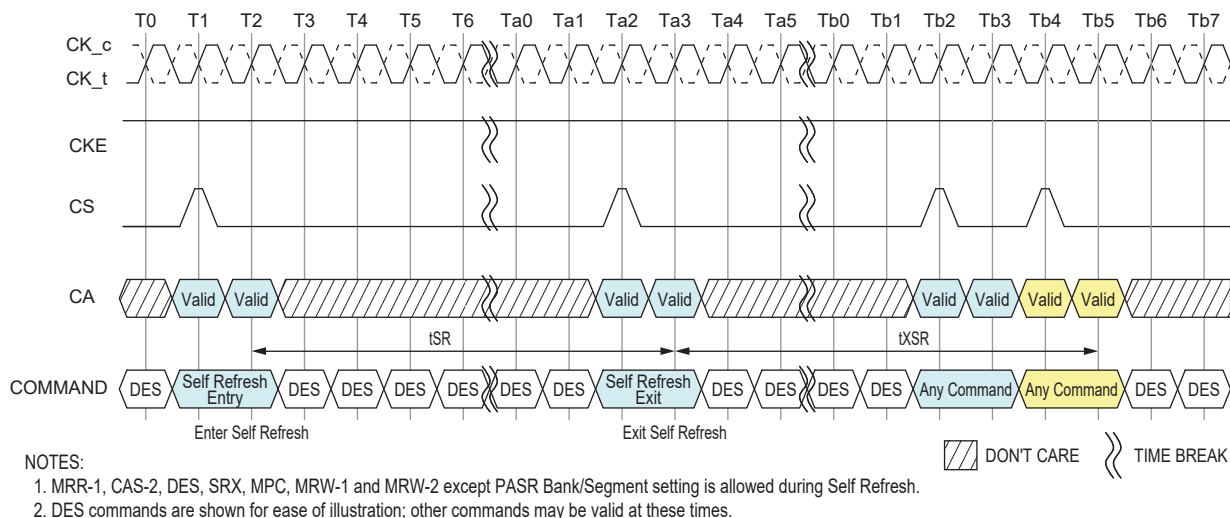 T0 T1 T2 T3 T4 T5 T6 Ta0 Ta1 Ta2 Ta3 Ta4 Ta5 Tb0 Tb1 Tb2 Tb3 Tb4 Tb5 Tb6 Tb7
CK_c
CK_t
CKE
CS
CA Valid Valid Valid Valid Valid Valid Valid Valid
tSR tXSR
COMMAND DES Self Refresh Entry DES DES DES DES DES DES Self Refresh Exit DES DES DES DES Any Command Any Command DES DES
Enter Self Refresh Exit Self Refresh
DON'T CARE TIME BREAK
NOTES:
1. MRR-1, CAS-2, DES, SRX, MPC, MRW-1 and MRW-2 except PASR Bank/Segment setting is allowed during Self Refresh.
2. DES commands are shown for ease of illustration; other commands may be valid at these times.